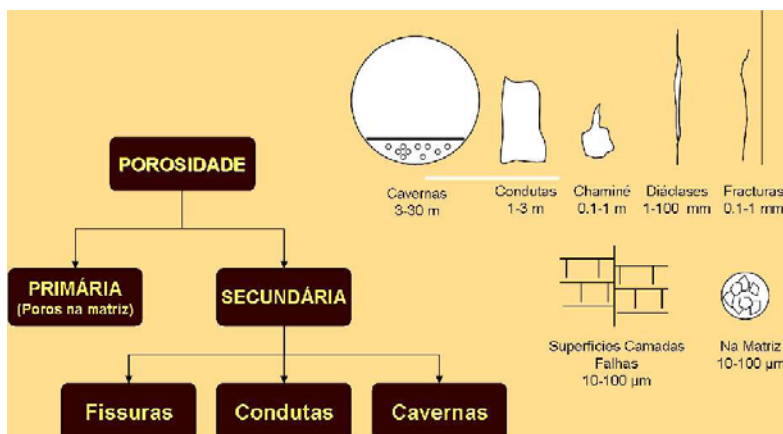 POROSIDADE
PRIMÁRIA
(Poros na matriz)
SECUNDÁRIA
Fissuras
Condutas
Cavernas
Cavernas
3-30 m
Condutas
1-3 m
Chaminé
0.1-1 m
Diáclases
1-100 mm
Fracturas
0.1-1 mm
Superfícies Camadas
Falhas
10-100 µm
Na Matriz
10-100 µm